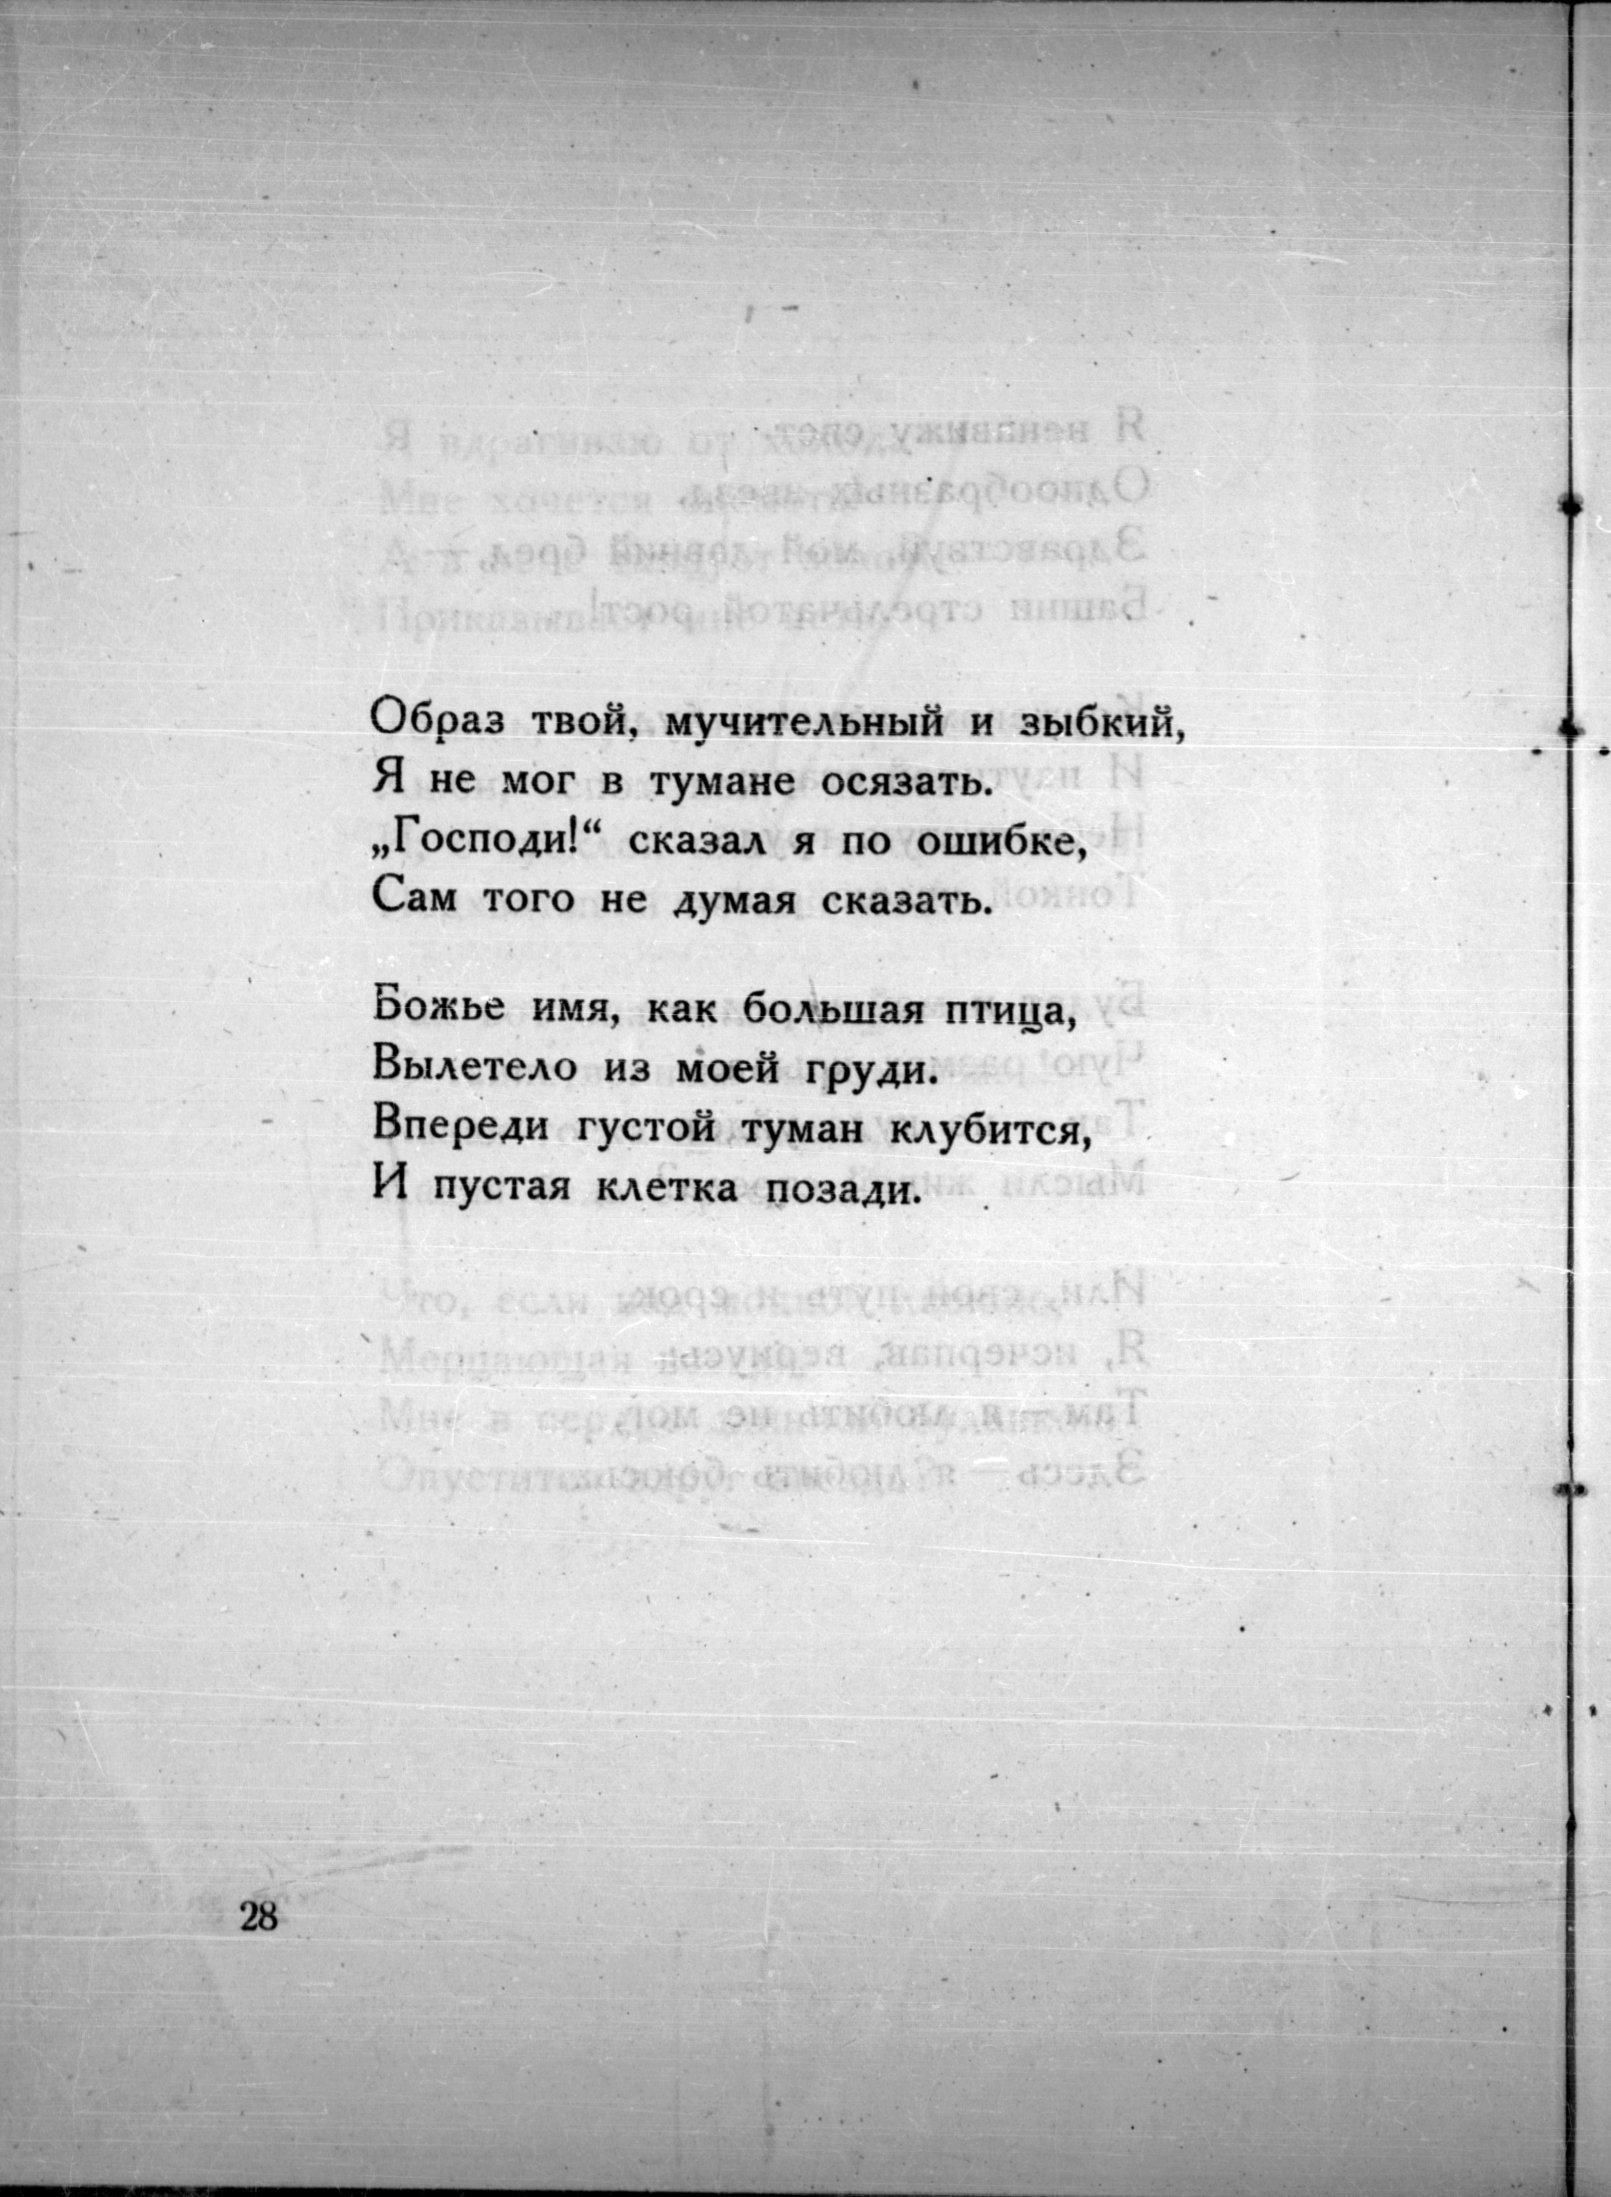 Образ твой, мучительный и зыбкий,
Я не мог в тумане осязать.
„Господи!“ сказал я по ошибке,
Сам того не думая сказать.
Божье имя, как большая птица,
Вылетело из моей груди.
Впереди густой туман клубится,
И пустая клетка позади.
28